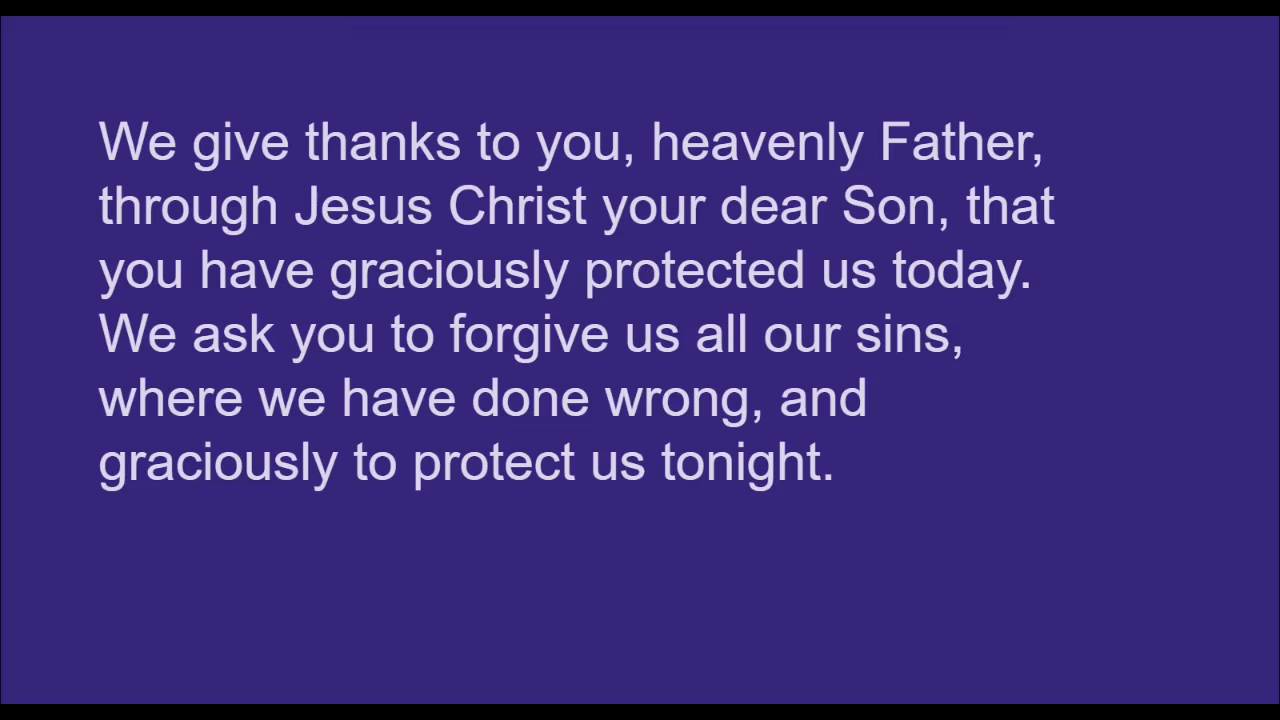 We give thanks to you, heavenly Father,
through Jesus Christ your dear Son, that
you have graciously protected us today.
We ask you to forgive us all our sins,
where we have done wrong, and
graciously to protect us tonight.